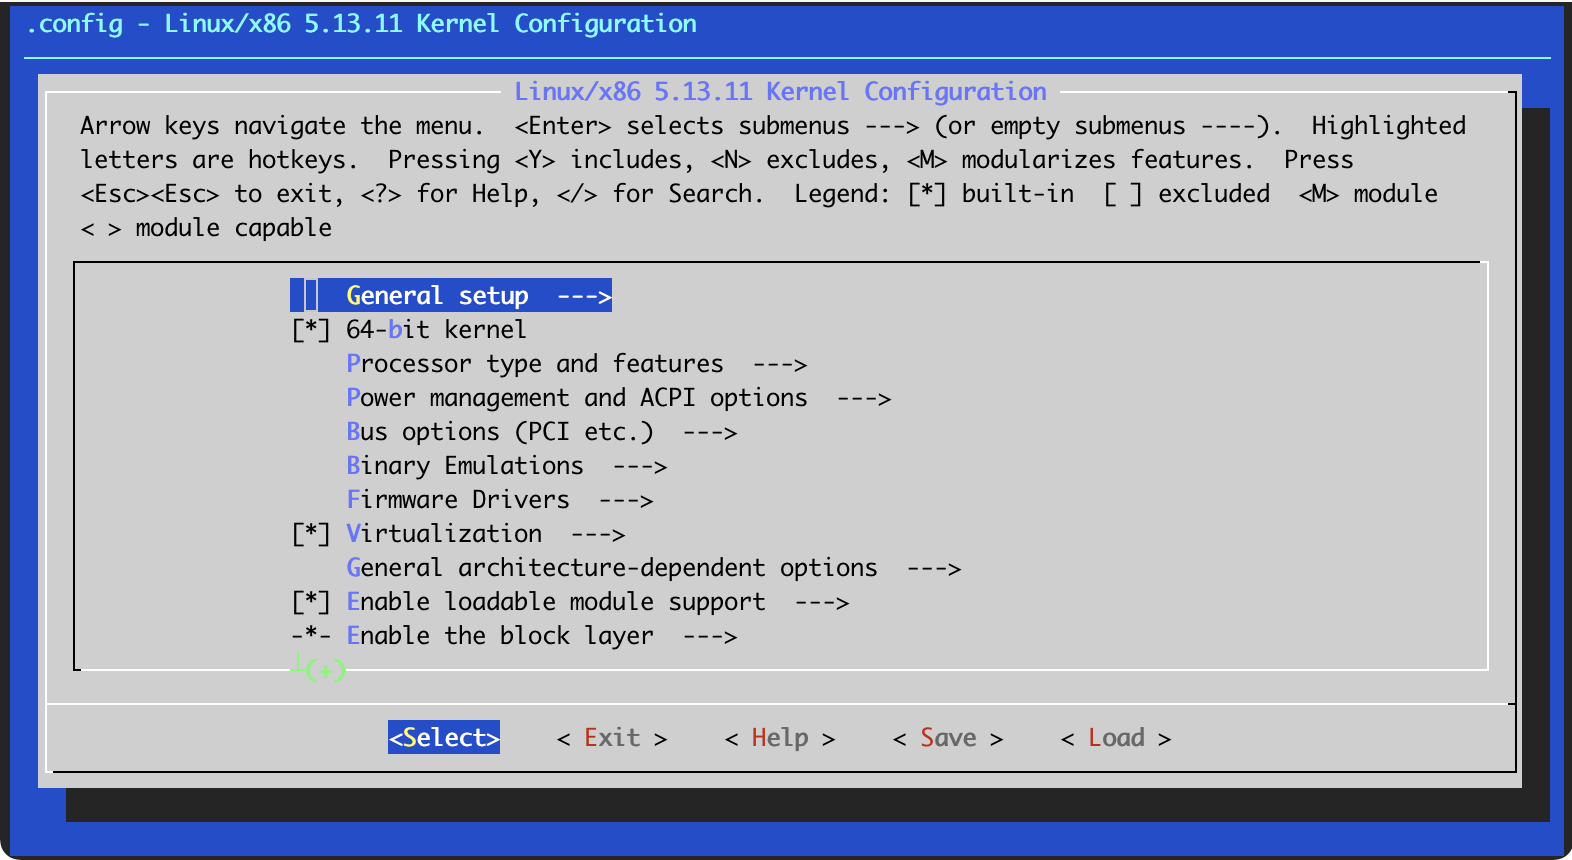 .config - Linux/x86 5.13.11 Kernel Configuration
Linux/x86 5.13.11 Kernel Configuration
Arrow keys navigate the menu.  <Enter> selects submenus ---> (or empty submenus ----).  Highlighted
letters are hotkeys.  Pressing <Y> includes, <N> excludes, <M> modularizes features.  Press
<Esc><Esc> to exit, <?> for Help, </> for Search.  Legend: [*] built-in  [ ] excluded  <M> module
< > module capable
General setup  --->
[*] 64-bit kernel
Processor type and features  --->
Power management and ACPI options  --->
Bus options (PCI etc.)  --->
Binary Emulations  --->
Firmware Drivers  --->
[*] Virtualization  --->
General architecture-dependent options  --->
[*] Enable loadable module support  --->
-*- Enable the block layer  --->
(+)
<Select>    < Exit >    < Help >    < Save >    < Load >